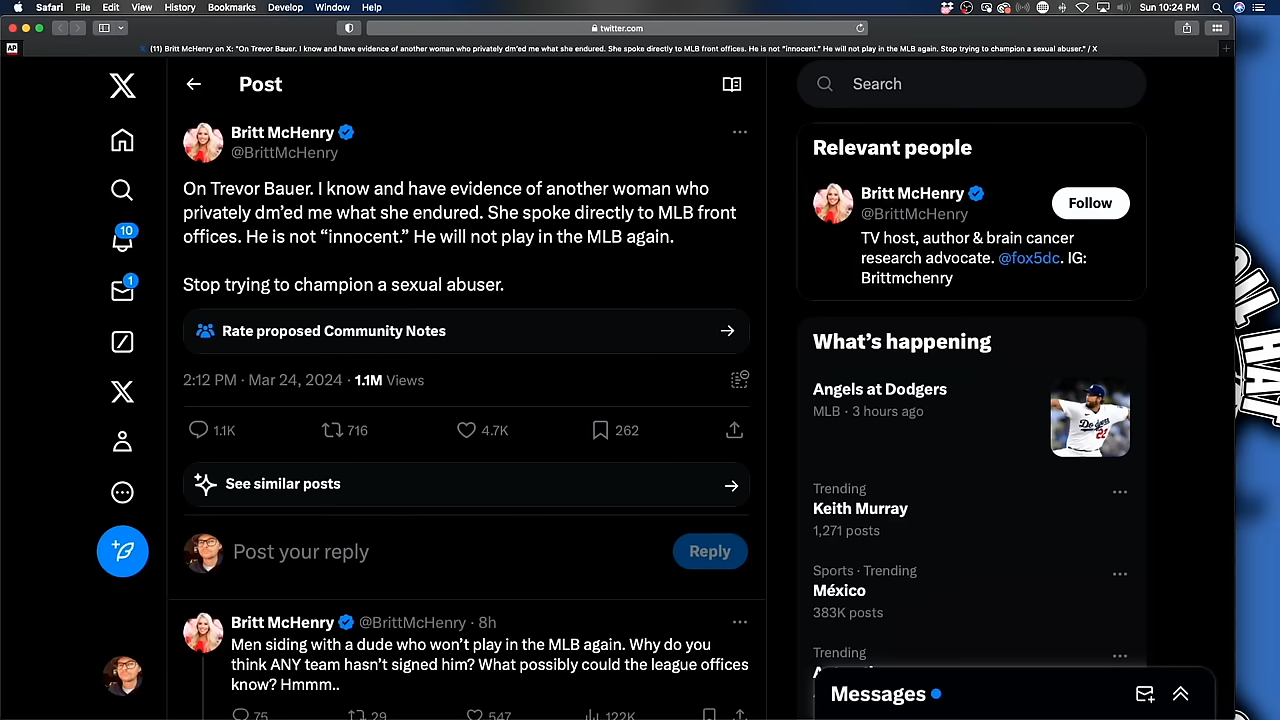 Safari File Edit View History Bookmarks Develop Window Help
Sun 10:24 PM
twitter.com
AP
(11) Britt McHenry on X: "On Trevor Bauer. I know and have evidence of another woman who privately dm'ed me what she endured. She spoke directly to MLB front offices. He is not "innocent." He will not play in the MLB again. Stop trying to champion a sexual abuser." / X
Post
Britt McHenry
@BrittMcHenry
On Trevor Bauer. I know and have evidence of another woman who
privately dm'ed me what she endured. She spoke directly to MLB front
offices. He is not “innocent.” He will not play in the MLB again.
Stop trying to champion a sexual abuser.
Rate proposed Community Notes
2:12 PM · Mar 24, 2024 · 1.1M Views
1.1K 716 4.7K 262
See similar posts
Post your reply
Reply
Britt McHenry @BrittMcHenry · 8h
Men siding with a dude who won’t play in the MLB again. Why do you
think ANY team hasn’t signed him? What possibly could the league offices
know? Hmmm..
75 29 547 122K
10
1
Search
Relevant people
Britt McHenry
@BrittMcHenry
Follow
TV host, author & brain cancer
research advocate. @fox5dc. IG:
Brittmchenry
What’s happening
Angels at Dodgers
MLB · 3 hours ago
Dodgers
22
Trending
Keith Murray
1,271 posts
Sports · Trending
México
383K posts
Trending
Messages